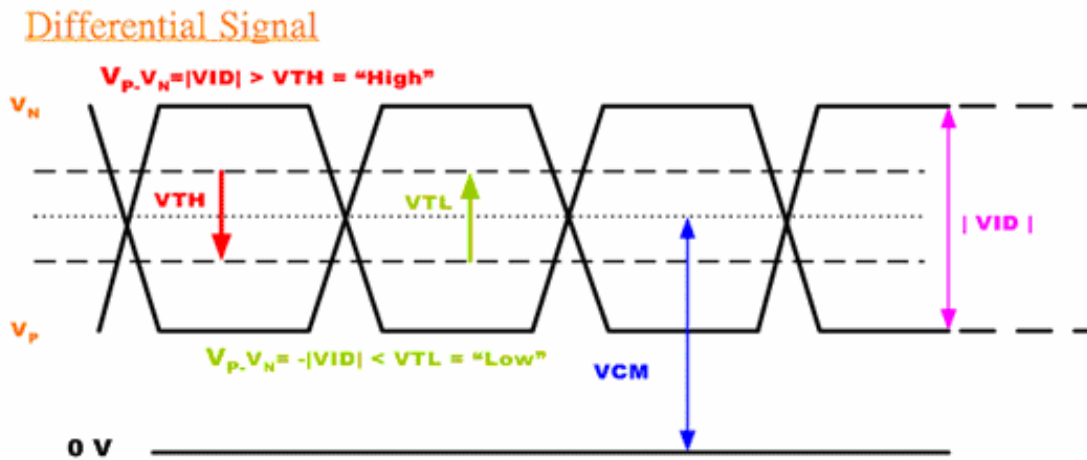 Differential Signal
VP-VN=|VID| > VTH = “High”
VN
VTH
VTL
| VID |
VP
VP-VN= -|VID| < VTL = “Low”
VCM
0 V